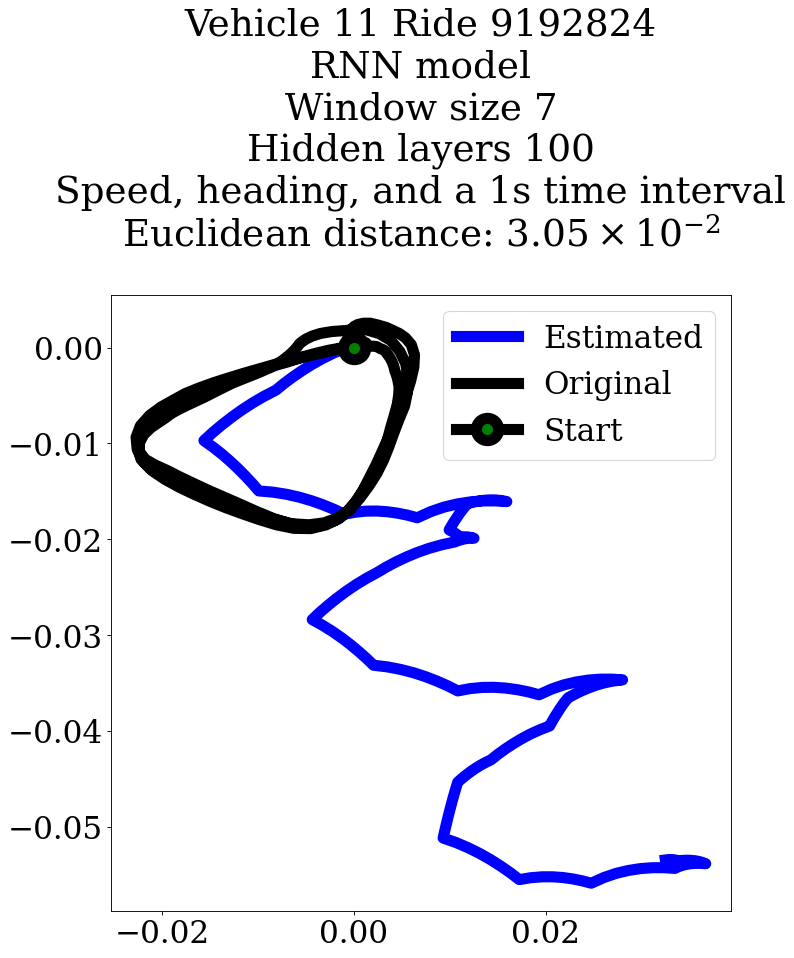 Vehicle 11 Ride 9192824
RNN model
Window size 7
Hidden layers 100
Speed, heading, and a 1s time interval
Euclidean distance: 3.05 × 10⁻²
Estimated
Original
Start
0.00
−0.01
−0.02
−0.03
−0.04
−0.05
−0.02 0.00 0.02